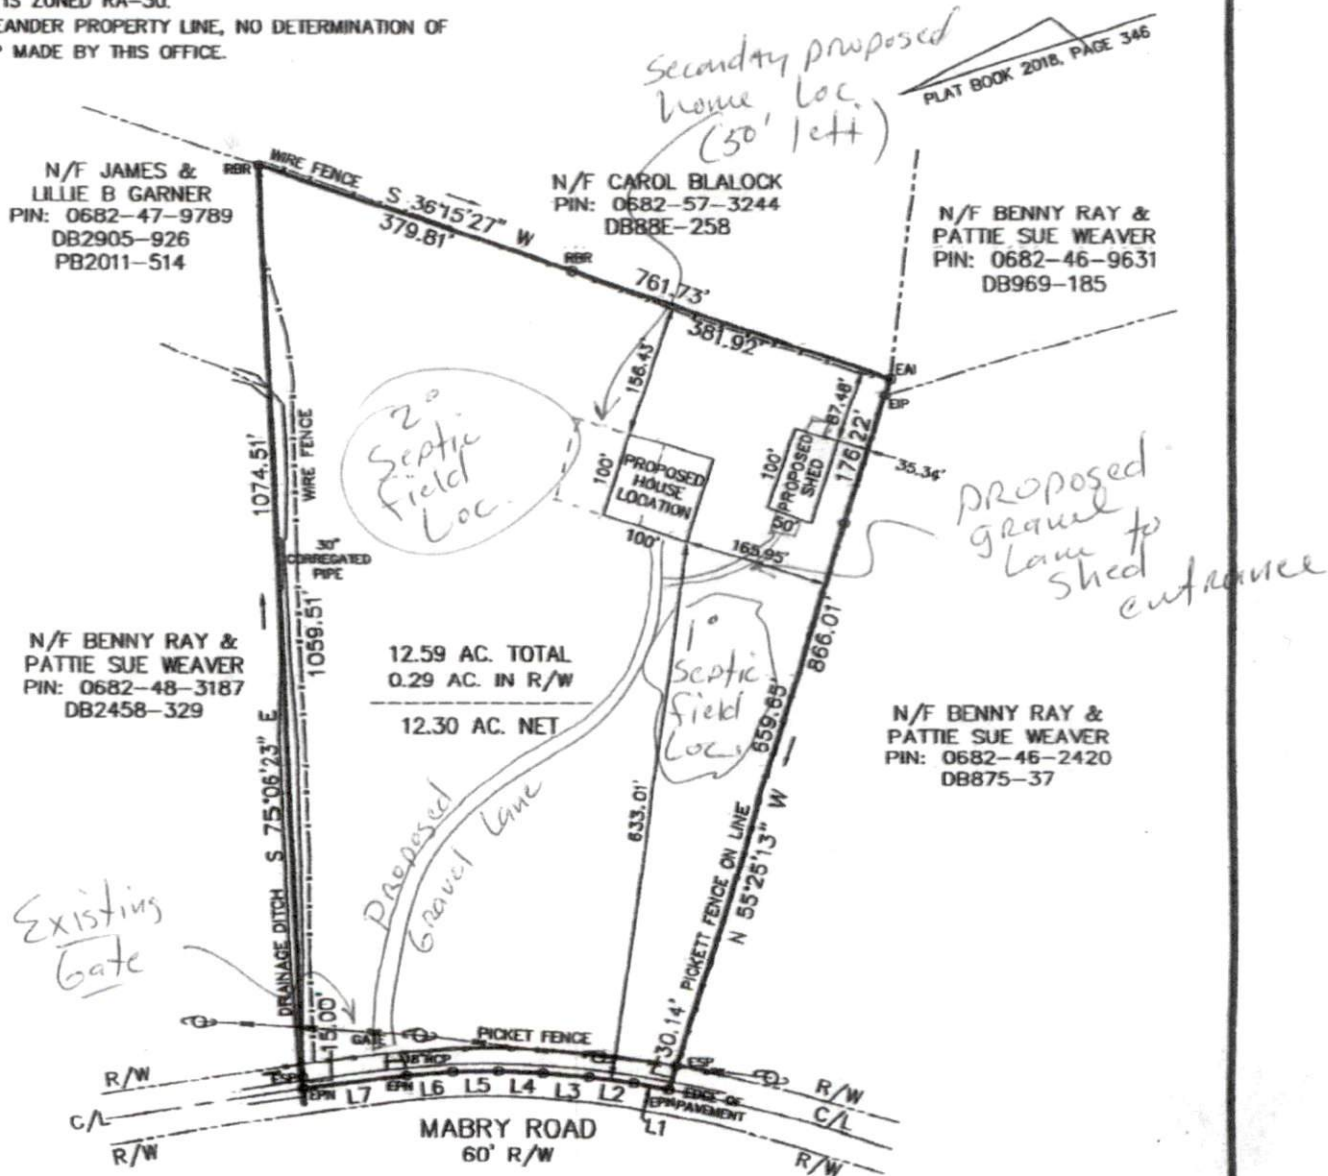 IS ZONED RA-30.
EANDER PROPERTY LINE, NO DETERMINATION OF
P MADE BY THIS OFFICE.
Secondary proposed
home Loc
(50' left)
PLAT BOOK 2018, PAGE 346
N/F JAMES &
LILLIE B GARNER
PIN: 0682-47-9789
DB2905-926
PB2011-514
RBR
WIRE FENCE
S 36°15'27" W
379.81'
RBR
N/F CAROL BLALOCK
PIN: 0682-57-3244
DB88E-258
761.73'
381.92'
N/F BENNY RAY &
PATTIE SUE WEAVER
PIN: 0682-46-9631
DB969-185
EAI
EIP
156.43'
87.48'
176.22'
35.34'
2°
Septic
field
Loc.
100'
PROPOSED
HOUSE
LOCATION
100'
100'
PROPOSED
SHED
50'
165.95'
proposed
gravel
Lane to
shed
entrance
1074.51'
WIRE FENCE
30"
CORREGATED
PIPE
1059.51'
N/F BENNY RAY &
PATTIE SUE WEAVER
PIN: 0682-48-3187
DB2458-329
12.59 AC. TOTAL
0.29 AC. IN R/W
12.30 AC. NET
1°
Septic
field
Loc.
866.01'
659.65'
N/F BENNY RAY &
PATTIE SUE WEAVER
PIN: 0682-46-2420
DB875-37
DRAINAGE DITCH S 75°06'23" E
Proposed
Gravel Lane
633.01'
N 55°25'13" W
30.14' PICKETT FENCE ON LINE
Existing
Gate
15.00'
GATE
PICKET FENCE
18" RCP
ESP
EPN
L7
EPN
L6
L5
L4
L3
L2
L1
ESP
EPN
EDGE OF
PAVEMENT
R/W
C/L
R/W
R/W
C/L
R/W
MABRY ROAD
60' R/W